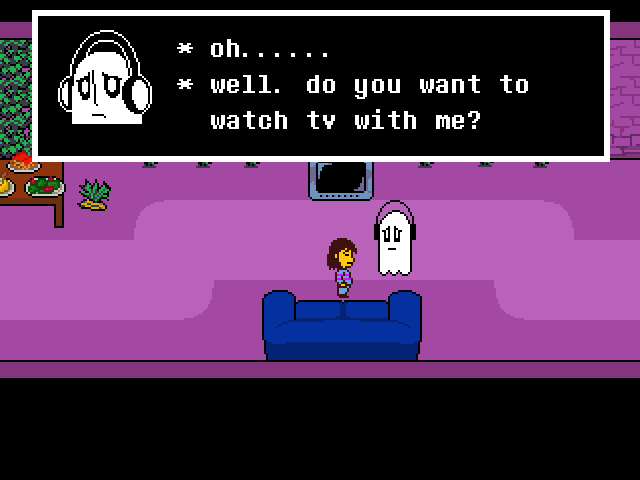 * oh......
* well. do you want to
watch tv with me?